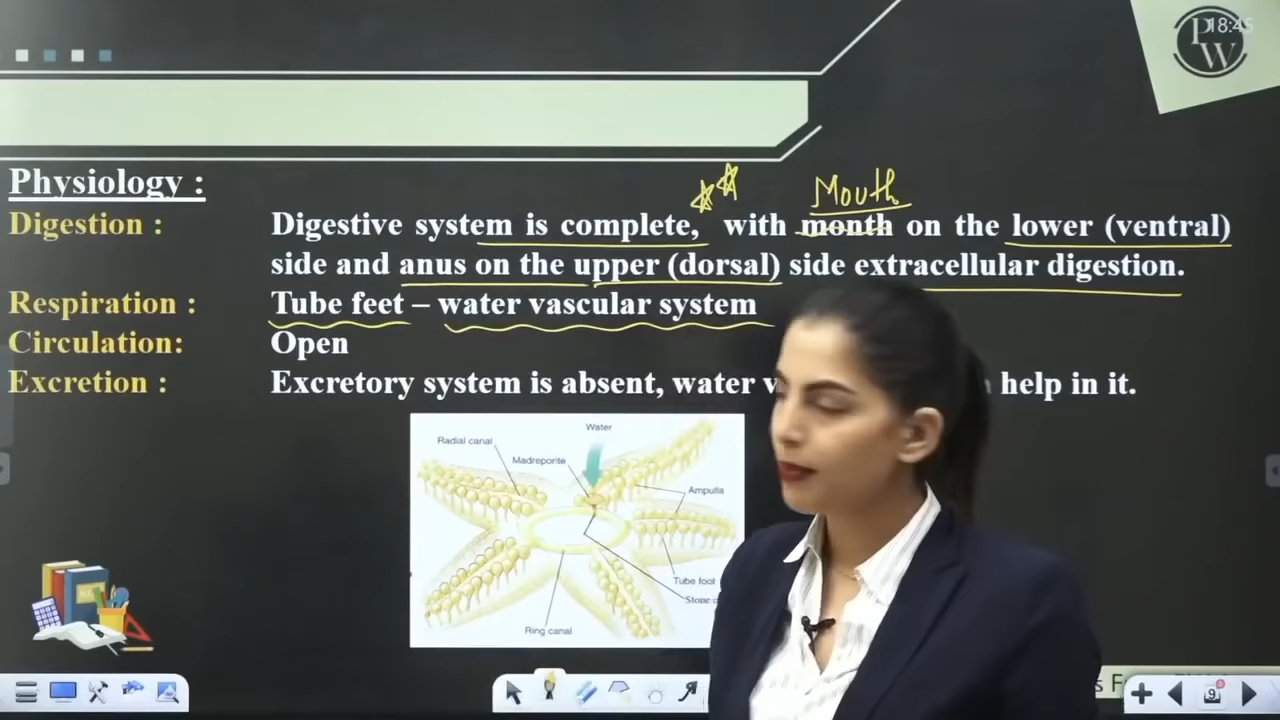 18:45
PW
Physiology :
Mouth
Digestion : Digestive system is complete, with month on the lower (ventral)
side and anus on the upper (dorsal) side extracellular digestion.
Respiration : Tube feet – water vascular system
Circulation: Open
Excretion : Excretory system is absent, water help in it.
Water
Radial canal
Madreporite
Ampulla
Tube foot
Stone
Ring canal
9